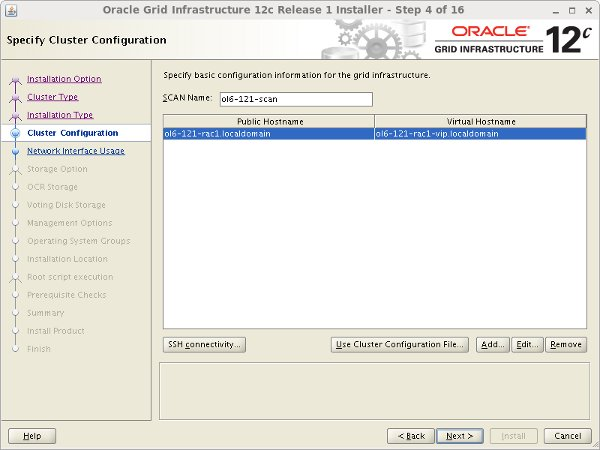 Oracle Grid Infrastructure 12c Release 1 Installer - Step 4 of 16
Specify Cluster Configuration
ORACLE
GRID INFRASTRUCTURE 12c
Installation Option
Cluster Type
Installation Type
Cluster Configuration
Network Interface Usage
Storage Option
OCR Storage
Voting Disk Storage
Management Options
Operating System Groups
Installation Location
Root script execution
Prerequisite Checks
Summary
Install Product
Finish
Specify basic configuration information for the grid infrastructure.
SCAN Name: ol6-121-scan
Public Hostname Virtual Hostname
ol6-121-rac1.localdomain ol6-121-rac1-vip.localdomain
SSH connectivity... Use Cluster Configuration File... Add... Edit... Remove
Help < Back Next > Install Cancel